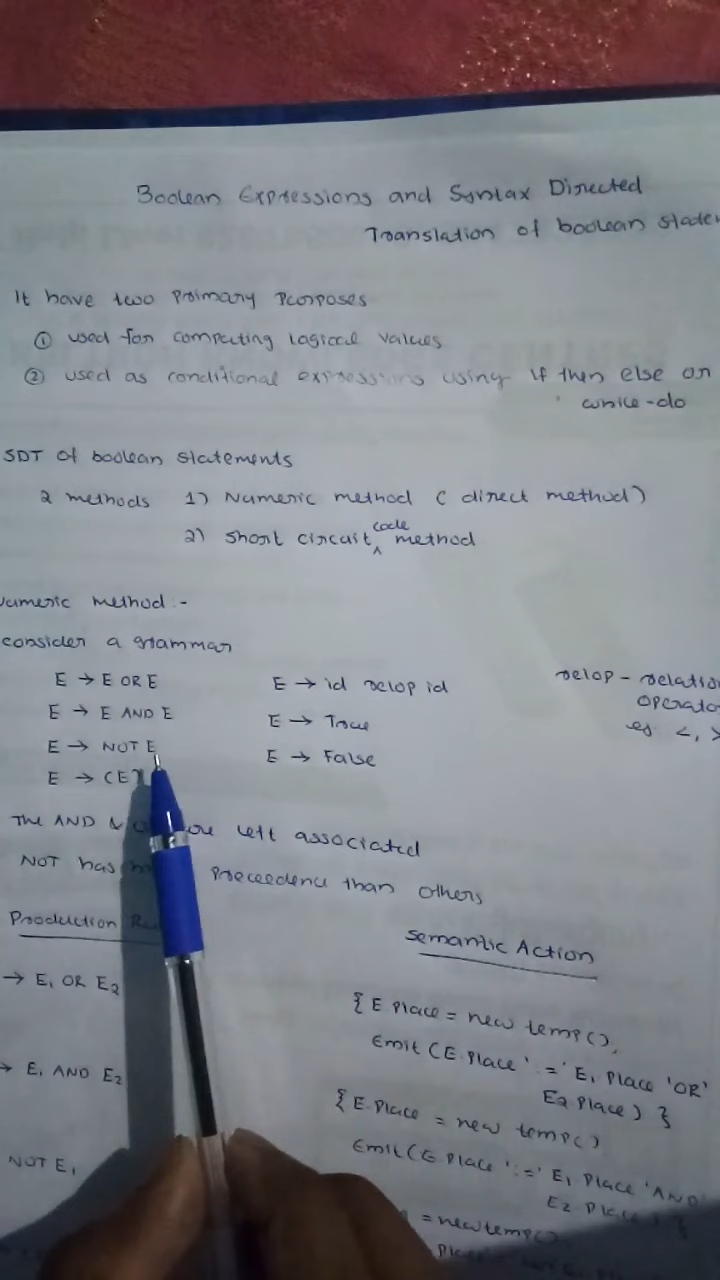 Boolean Expressions and Syntax Directed
Translation of boolean
It have two Primary Purposes
① used for computing Logical values
② used as conditional expressions using if then else or
while-do
SDT of boolean statements
2 methods 1) Numeric method ( direct method)
2) short circuit code method
Numeric method :-
consider a grammar
E → E OR E E → id relop id relop - relation
E → E AND E E → True operator
E → NOT E E → False eg <, >
E → (E)
The AND & left associated
NOT has precedence than others
Production
Semantic Action
→ E1 OR E2
{ E.Place = new temp(),
Emit (E.Place ':=' E1.Place 'OR'
E2 Place) }
→ E1 AND E2
{ E.Place = new temp()
Emit(E.Place ':=' E1.Place 'AND
E2.Place) }
NOT E1
= newtemp()